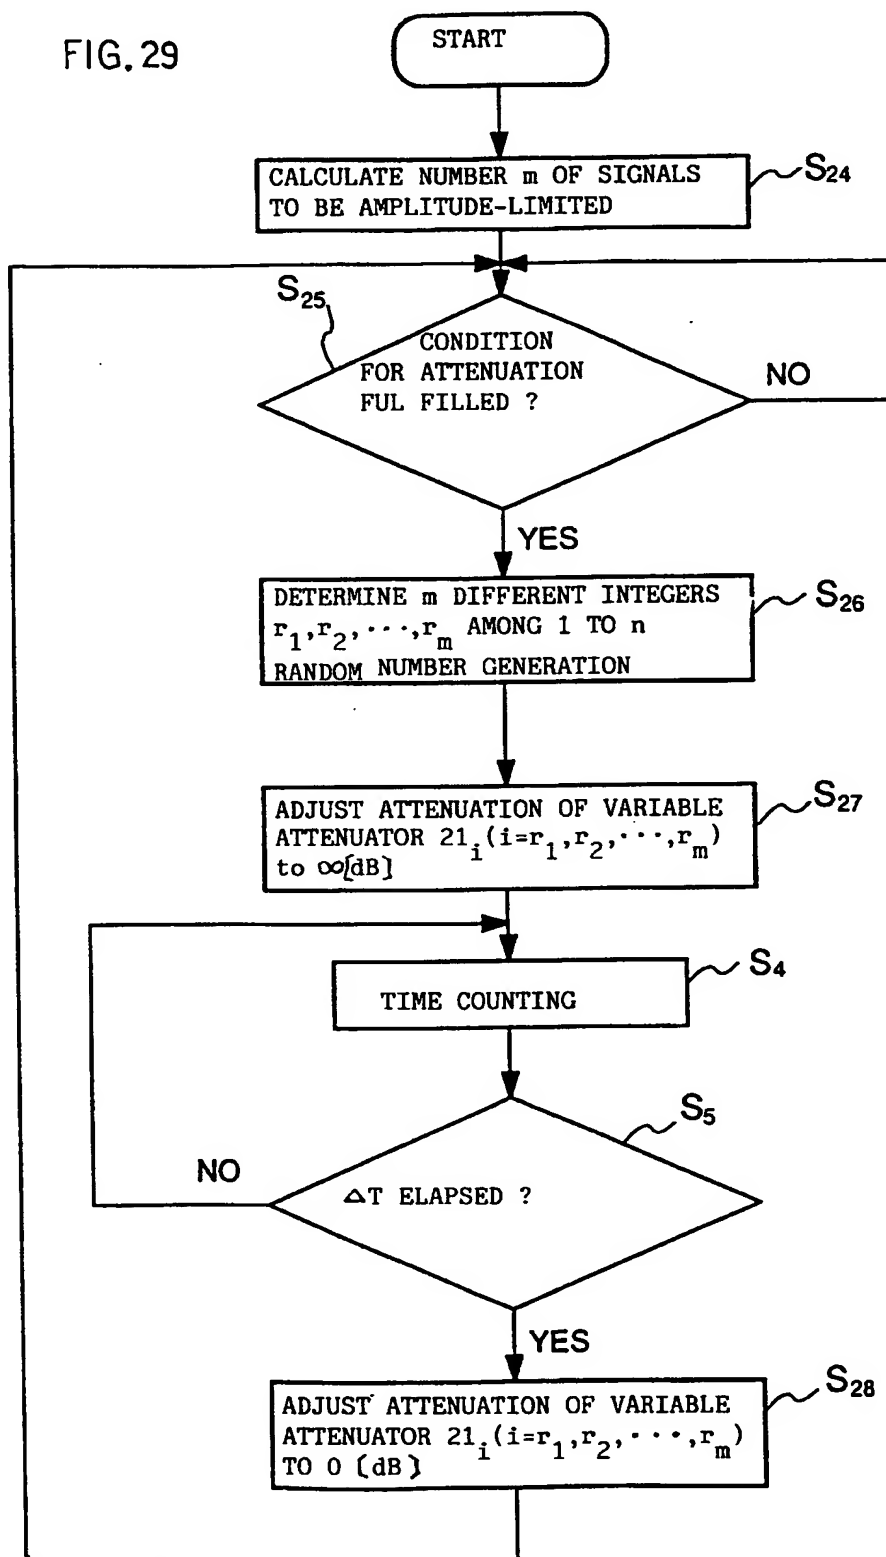 FIG. 29
START
CALCULATE NUMBER m OF SIGNALS
TO BE AMPLITUDE-LIMITED
S24
S25
CONDITION
FOR ATTENUATION
FUL FILLED ?
NO
YES
DETERMINE m DIFFERENT INTEGERS
r1,r2,···,rm AMONG 1 TO n
RANDOM NUMBER GENERATION
S26
ADJUST ATTENUATION OF VARIABLE
ATTENUATOR 21i(i=r1,r2,···,rm)
to ∞[dB]
S27
TIME COUNTING
S4
S5
NO
△T ELAPSED ?
YES
ADJUST ATTENUATION OF VARIABLE
ATTENUATOR 21i(i=r1,r2,···,rm)
TO 0 [dB]
S28